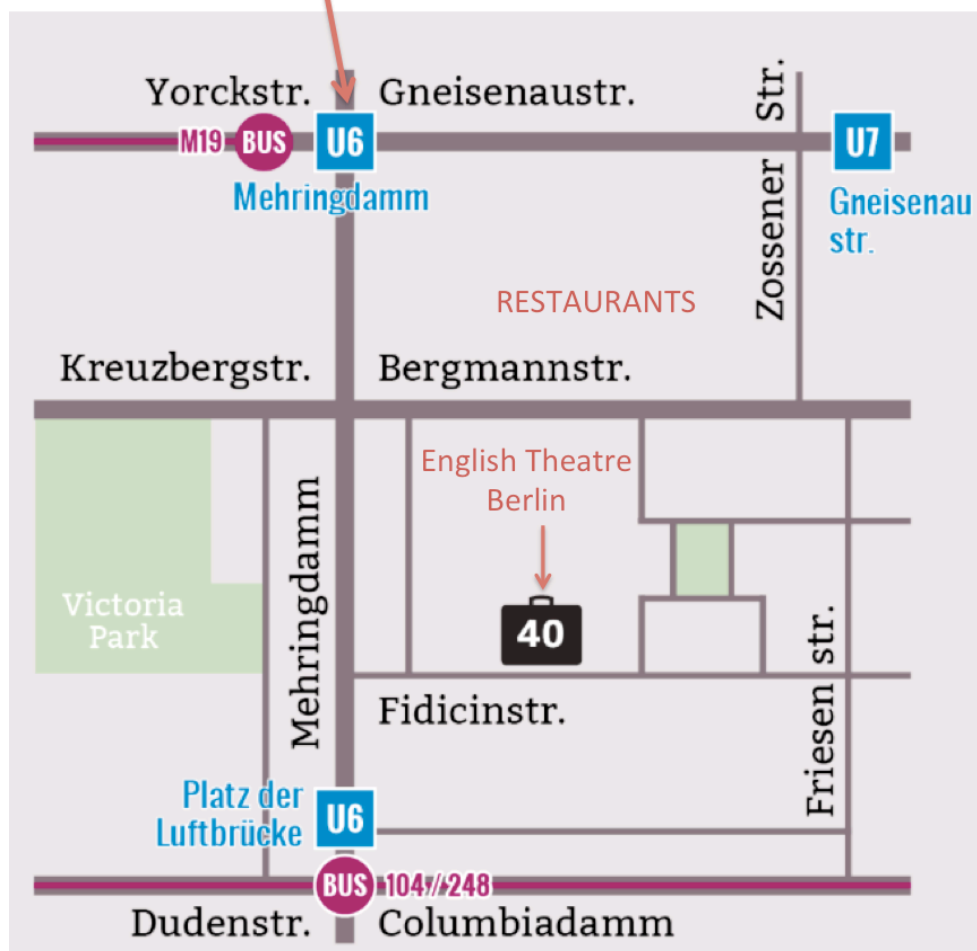 Yorckstr.
Gneisenaustr.
Zossener Str.
M19
BUS
U6
U7
Mehringdamm
Gneisenau
str.
RESTAURANTS
Kreuzbergstr.
Bergmannstr.
English Theatre
Berlin
40
Victoria
Park
Mehringdamm
Fidicinstr.
Friesen str.
Platz der
Luftbrücke
U6
BUS
104 / 248
Dudenstr.
Columbiadamm